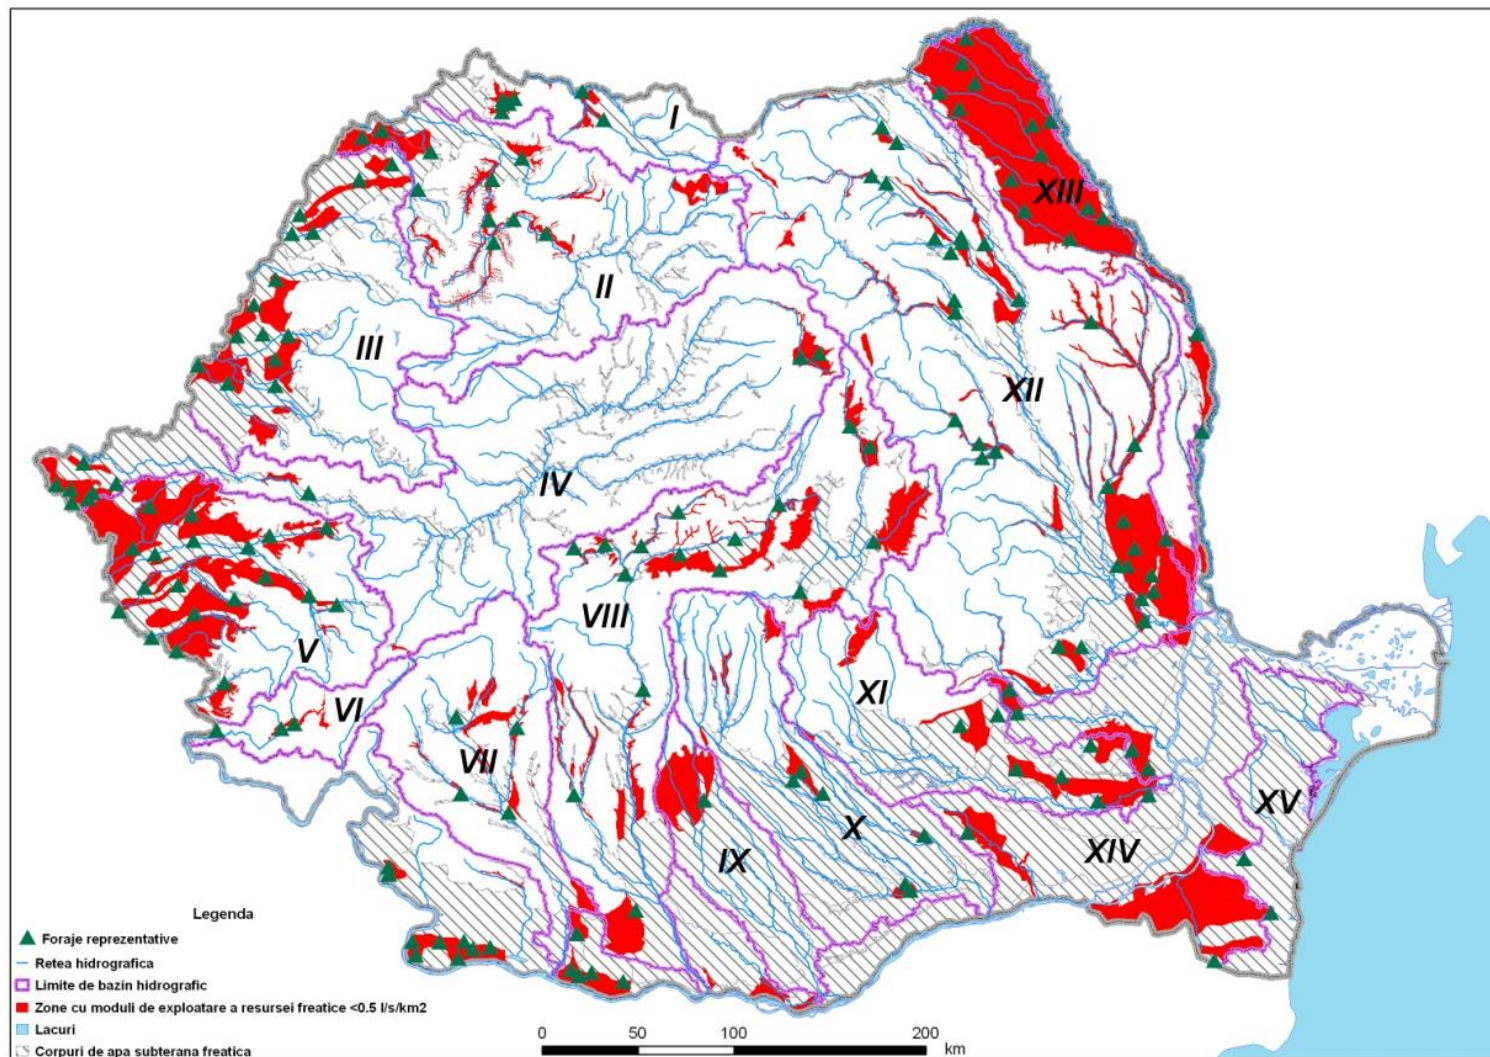 I
XIII
II
III
XII
IV
VIII
V
VI
XI
VII
XV
X
XIV
IX
Legenda
Foraje reprezentative
Retea hidrografica
Limite de bazin hidrografic
Zone cu moduli de exploatare a resursei freatice <0.5 l/s/km2
Lacuri
Corpuri de apa subterana freatica
0 50 100 200
km